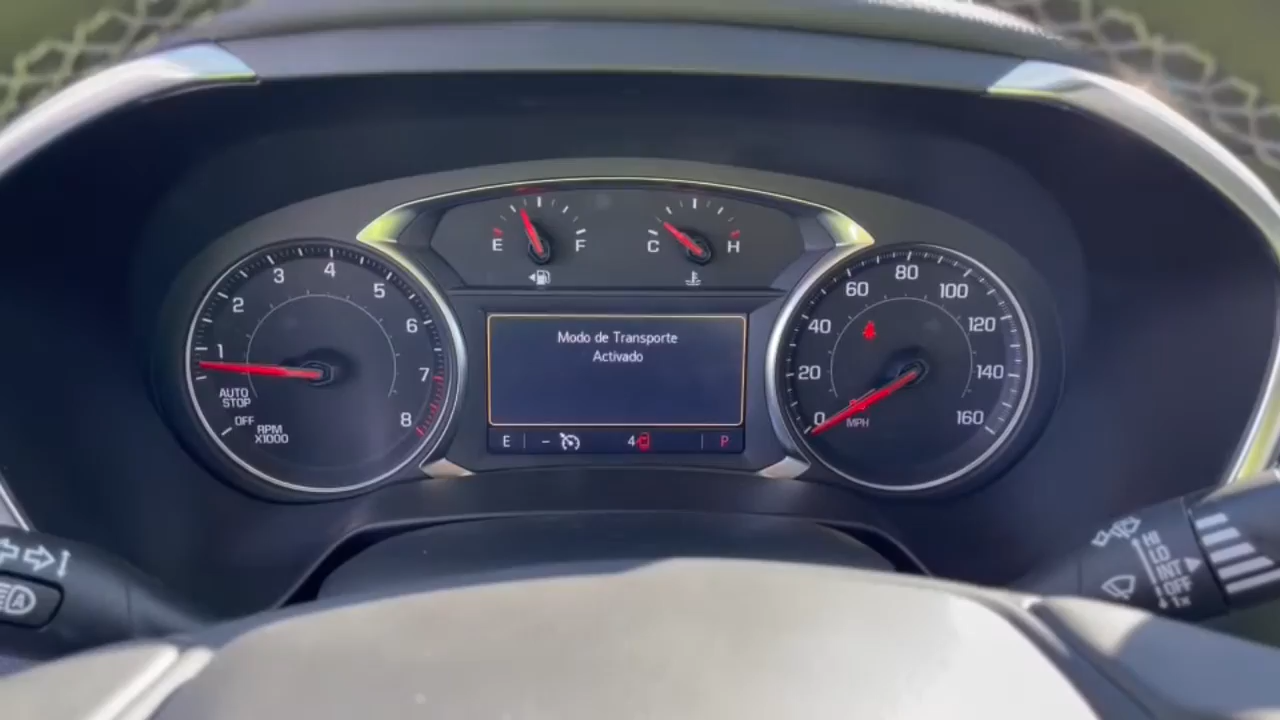 E F
C H
1
2
3
4
5
6
7
8
AUTO
STOP
OFF
RPM
X1000
Modo de Transporte
Activado
E
4
P
0
20
40
60
80
100
120
140
160
MPH
A
HI
LO
INT
OFF
1x